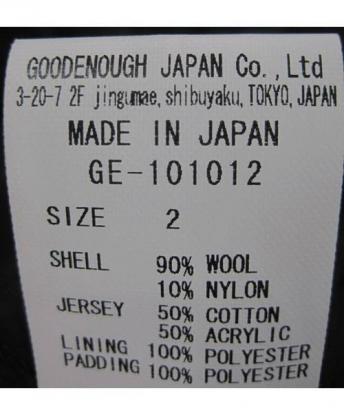 GOODENOUGH JAPAN Co.,Ltd
3-20-7 2F jingumae, shibuyaku, TOKYO, JAPAN
MADE IN JAPAN
GE-101012
SIZE 2
SHELL 90% WOOL
10% NYLON
JERSEY 50% COTTON
50% ACRYLIC
LINING 100% POLYESTER
PADDING 100% POLYESTER